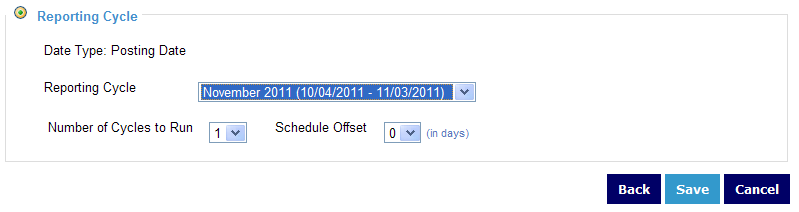 Reporting Cycle
Date Type: Posting Date
Reporting Cycle November 2011 (10/04/2011 - 11/03/2011)
Number of Cycles to Run 1 Schedule Offset 0 (in days)
Back Save Cancel